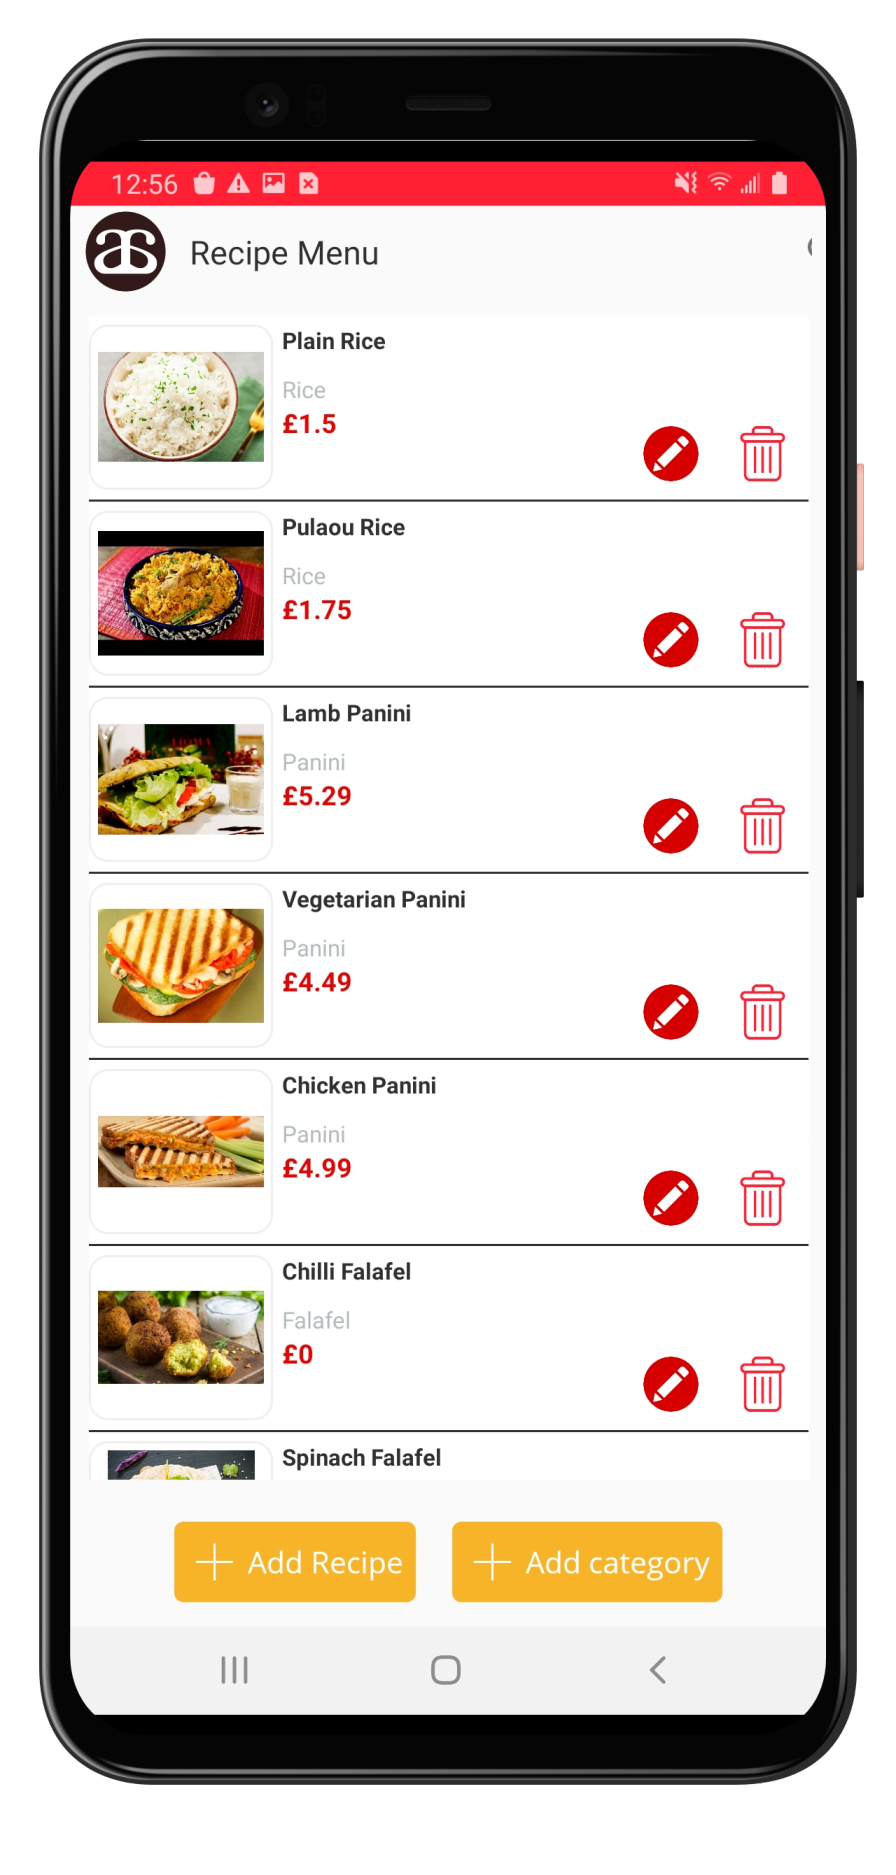 12:56
Recipe Menu
Plain Rice
Rice
£1.5
Pulaou Rice
Rice
£1.75
Lamb Panini
Panini
£5.29
Vegetarian Panini
Panini
£4.49
Chicken Panini
Panini
£4.99
Chilli Falafel
Falafel
£0
Spinach Falafel
Add Recipe
Add category